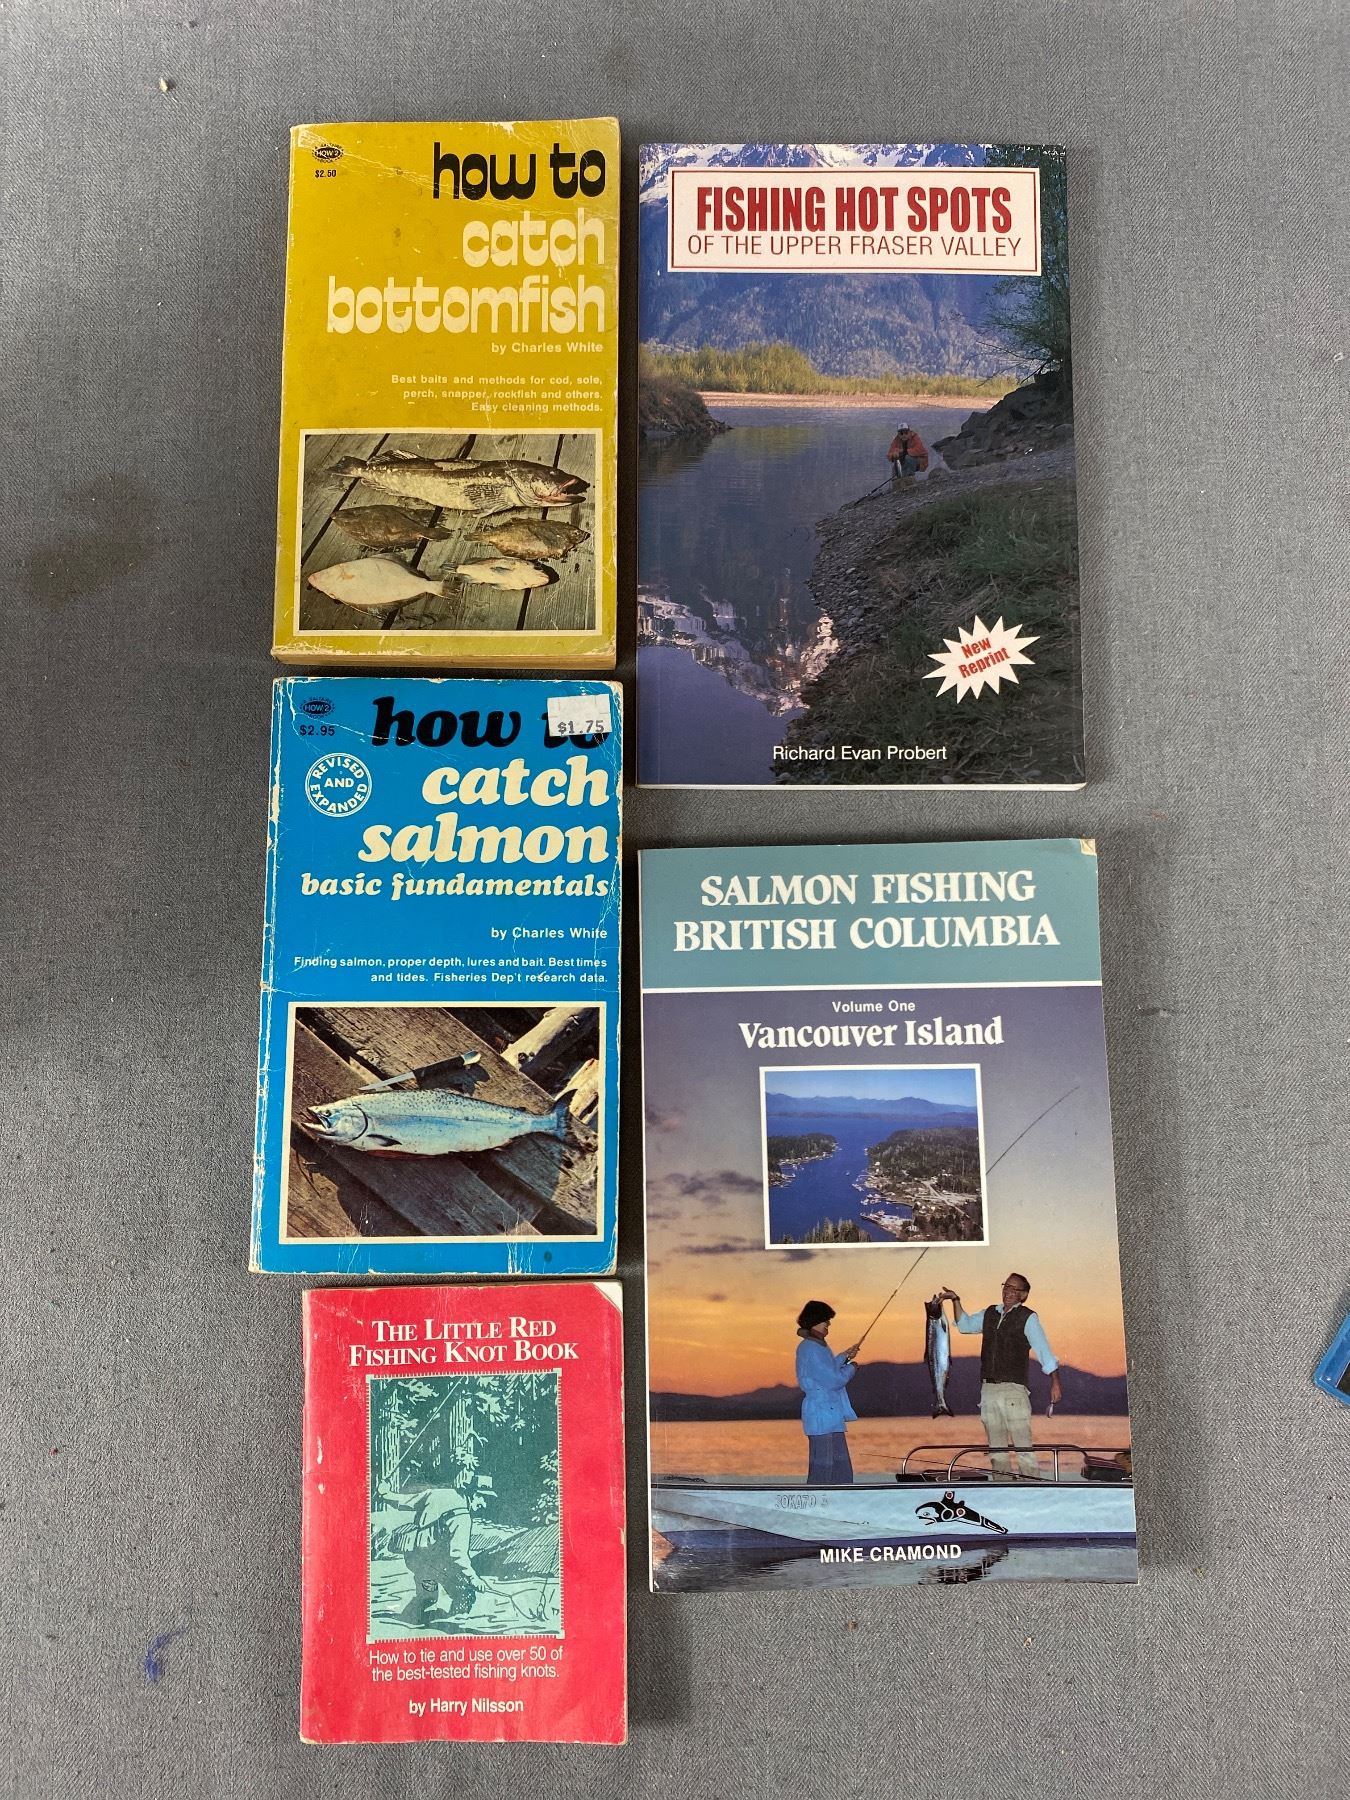 HOW 2
$2.50
how to
catch
bottomfish
by Charles White
Best baits and methods for cod, sole,
perch, snapper, rockfish and others.
Easy cleaning methods.
FISHING HOT SPOTS
OF THE UPPER FRASER VALLEY
New
Reprint
Richard Evan Probert
HOW 2
$2.95
how to
$1.75
REVISED
AND
EXPANDED
catch
salmon
basic fundamentals
by Charles White
Finding salmon, proper depth, lures and bait. Best times
and tides. Fisheries Dep't research data.
SALMON FISHING
BRITISH COLUMBIA
Volume One
Vancouver Island
MIKE CRAMOND
THE LITTLE RED
FISHING KNOT BOOK
How to tie and use over 50 of
the best-tested fishing knots.
by Harry Nilsson